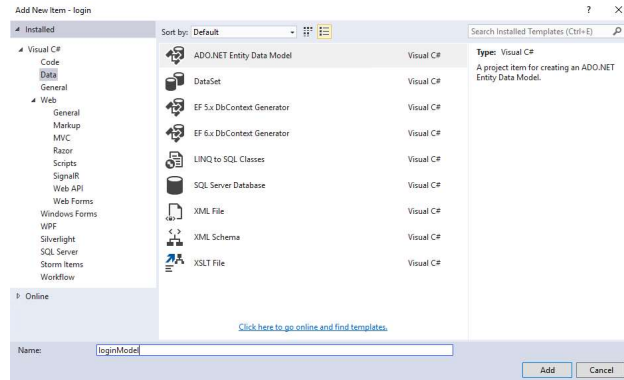 Add New Item - login
? X
Installed
Sort by: Default
Search Installed Templates (Ctrl+E)
Visual C#
Code
Data
General
Web
General
Markup
MVC
Razor
Scripts
SignalR
Web API
Web Forms
Windows Forms
WPF
Silverlight
SQL Server
Storm Items
Workflow
Online
ADO.NET Entity Data Model Visual C#
DataSet Visual C#
EF 5.x DbContext Generator Visual C#
EF 6.x DbContext Generator Visual C#
LINQ to SQL Classes Visual C#
SQL Server Database Visual C#
XML File Visual C#
XML Schema Visual C#
XSLT File Visual C#
Click here to go online and find templates.
Type: Visual C#
A project item for creating an ADO.NET
Entity Data Model.
Name: loginModel
Add Cancel